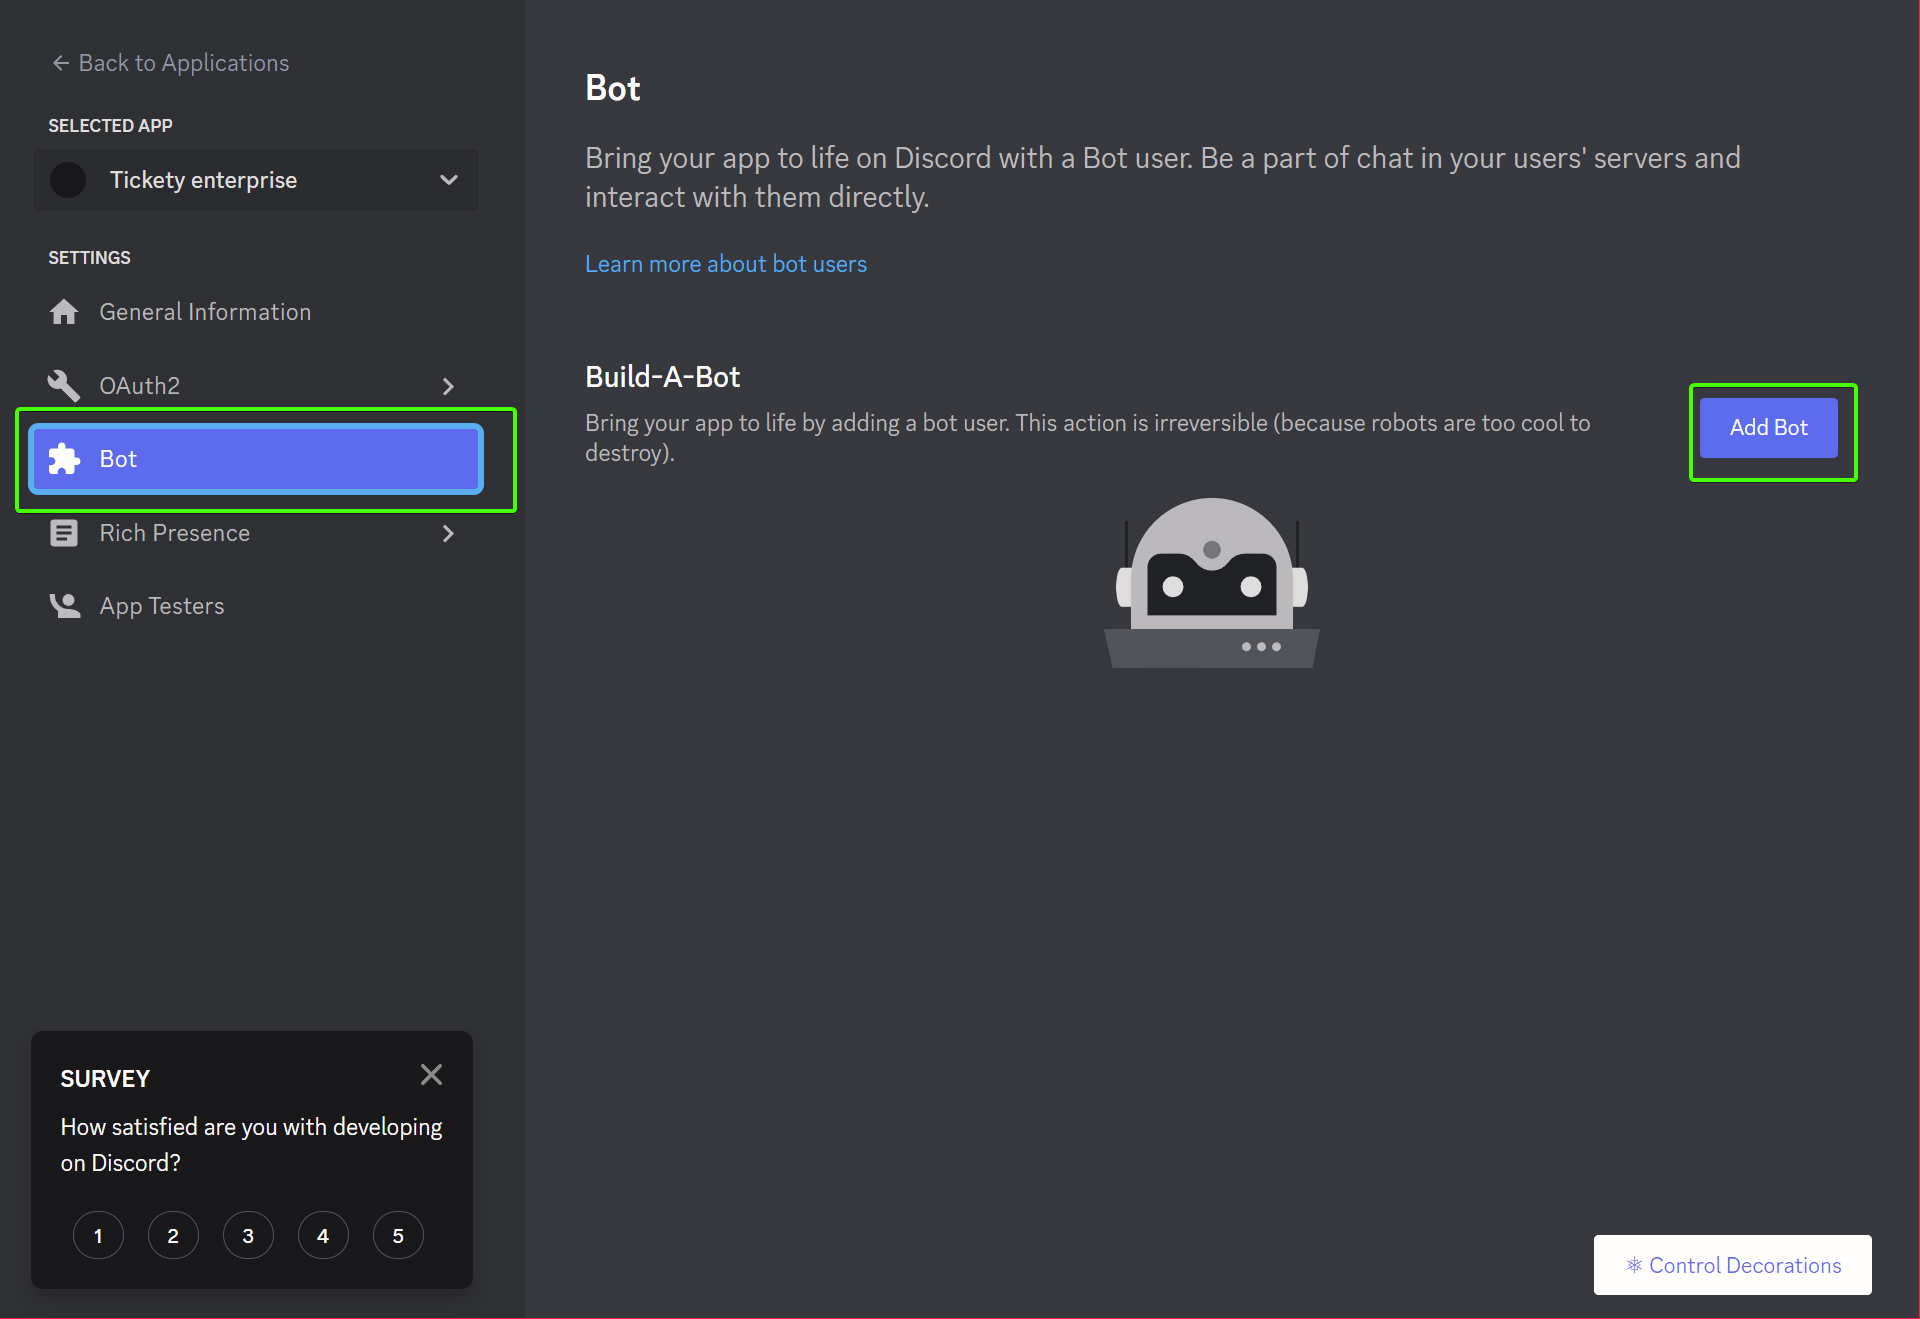 Back to Applications
SELECTED APP
Tickety enterprise
SETTINGS
General Information
OAuth2
Bot
Rich Presence
App Testers
SURVEY
How satisfied are you with developing
on Discord?
1 2 3 4 5
Bot
Bring your app to life on Discord with a Bot user. Be a part of chat in your users' servers and
interact with them directly.
Learn more about bot users
Build-A-Bot
Bring your app to life by adding a bot user. This action is irreversible (because robots are too cool to
destroy).
Add Bot
Control Decorations